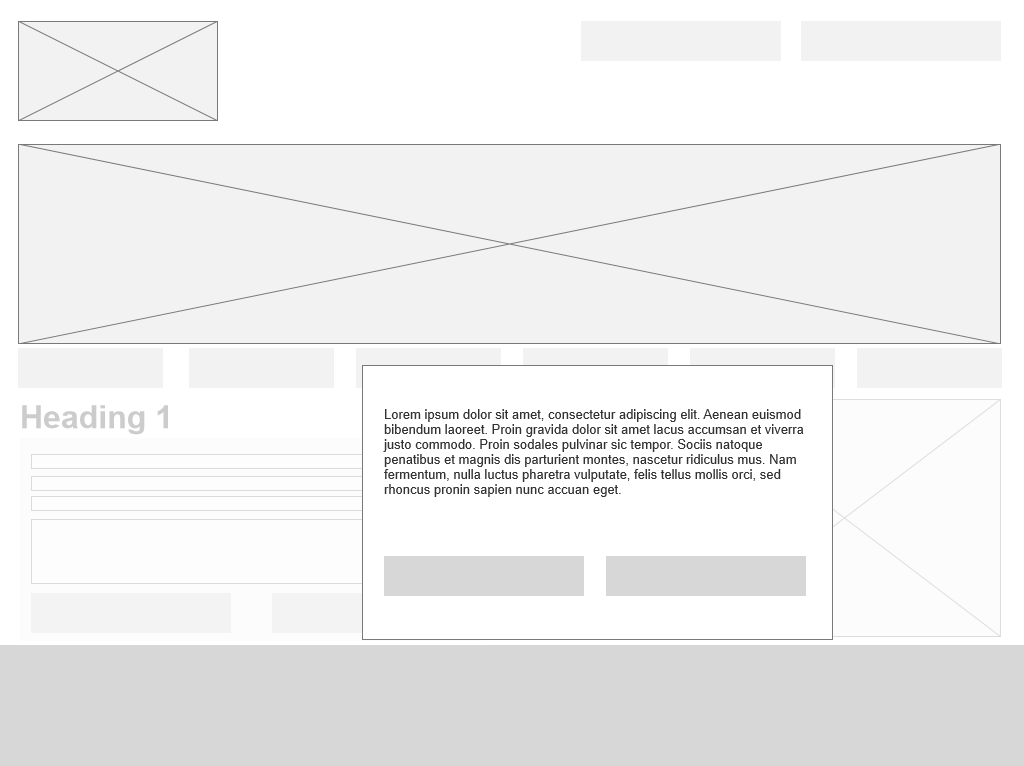 Heading 1
Lorem ipsum dolor sit amet, consectetur adipiscing elit. Aenean euismod
bibendum laoreet. Proin gravida dolor sit amet lacus accumsan et viverra
justo commodo. Proin sodales pulvinar sic tempor. Sociis natoque
penatibus et magnis dis parturient montes, nascetur ridiculus mus. Nam
fermentum, nulla luctus pharetra vulputate, felis tellus mollis orci, sed
rhoncus pronin sapien nunc accuan eget.